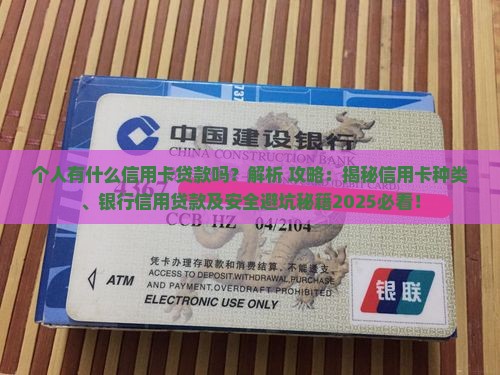 中国建设银行
个人有什么信用卡贷款吗？解析 攻略：揭秘信用卡种类
、银行信用贷款及安全避坑秘籍2025必看！
4367
CCB HZ 04/2104
凭卡办理存取款和消费结算，不能透支。
ACCESS TO DEPOSIT.WITHDRAWAL.PURCHASE
AND PAYMENT.OVERDRAFT PROHIBITED.
ATM
ELECTRONIC USE ONLY
银联